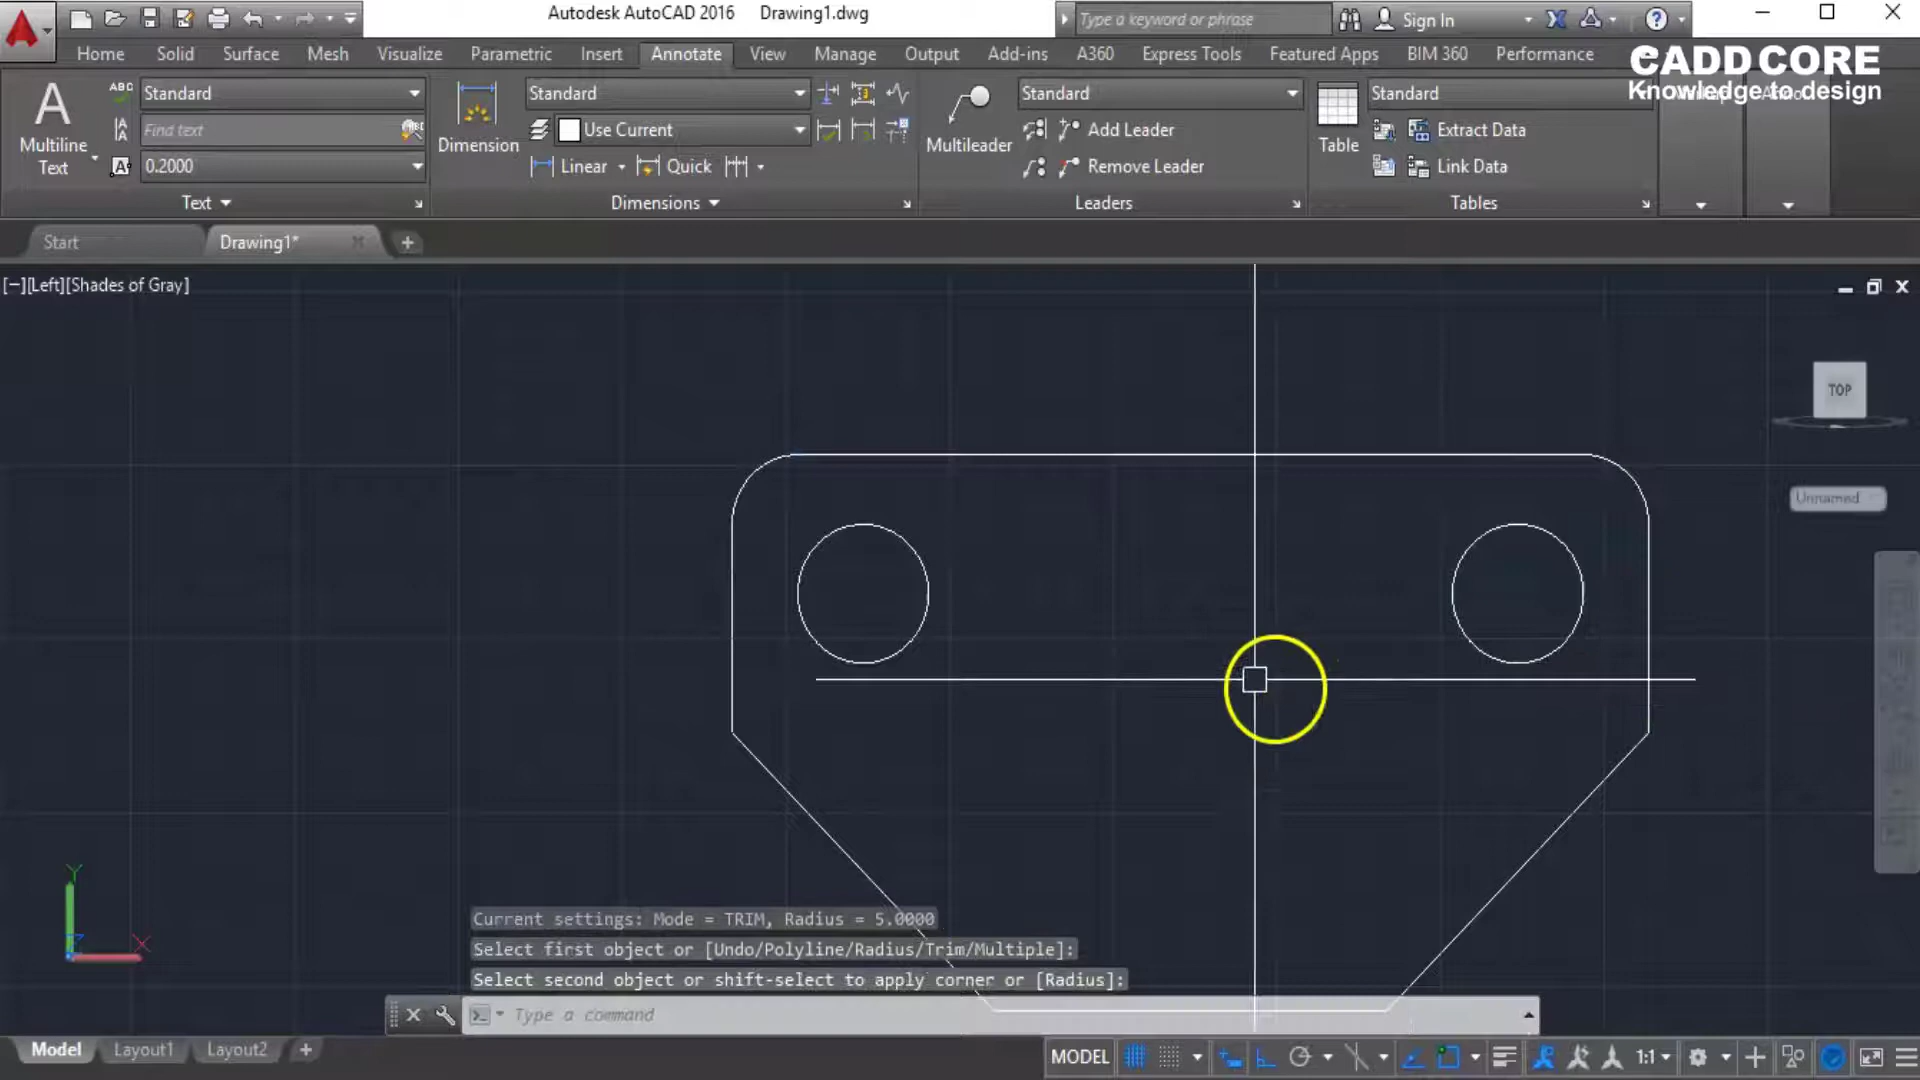 Autodesk AutoCAD 2016 Drawing1.dwg
Type a keyword or phrase
Sign In
Home Solid Surface Mesh Visualize Parametric Insert Annotate View Manage Output Add-ins A360 Express Tools Featured Apps BIM 360 Performance
CADD CORE
Knowledge to design
A
Multiline
Text
ABC
Standard
Find text
0.2000
Text
Dimension
Standard
Use Current
Linear
Quick
Dimensions
Multileader
Standard
Add Leader
Remove Leader
Leaders
Table
Standard
Extract Data
Link Data
Tables
Start
Drawing1*
[−][Left][Shades of Gray]
TOP
Unnamed
Y
X
Z
Current settings: Mode = TRIM, Radius = 5.0000
Select first object or [Undo/Polyline/Radius/Trim/Multiple]:
Select second object or shift-select to apply corner or [Radius]:
Type a command
Model Layout1 Layout2
MODEL
1:1